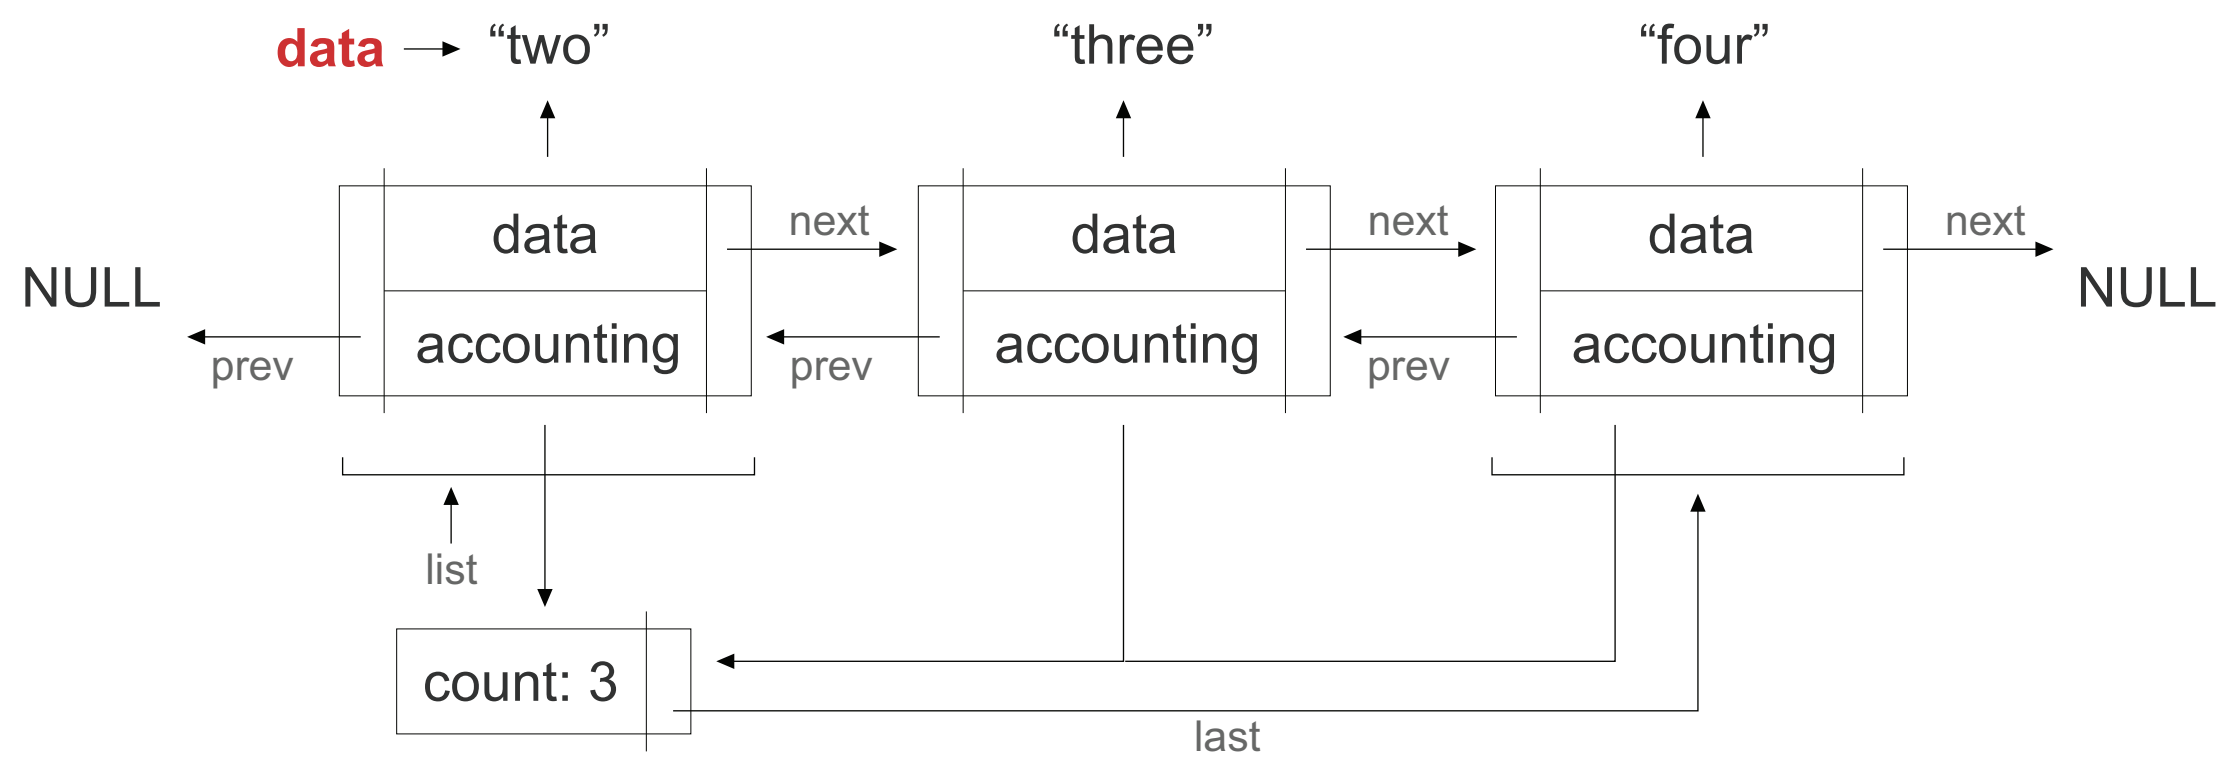 data “two” “three” “four”
data next data next data next
NULL NULL
prev accounting prev accounting prev accounting
list
count: 3
last